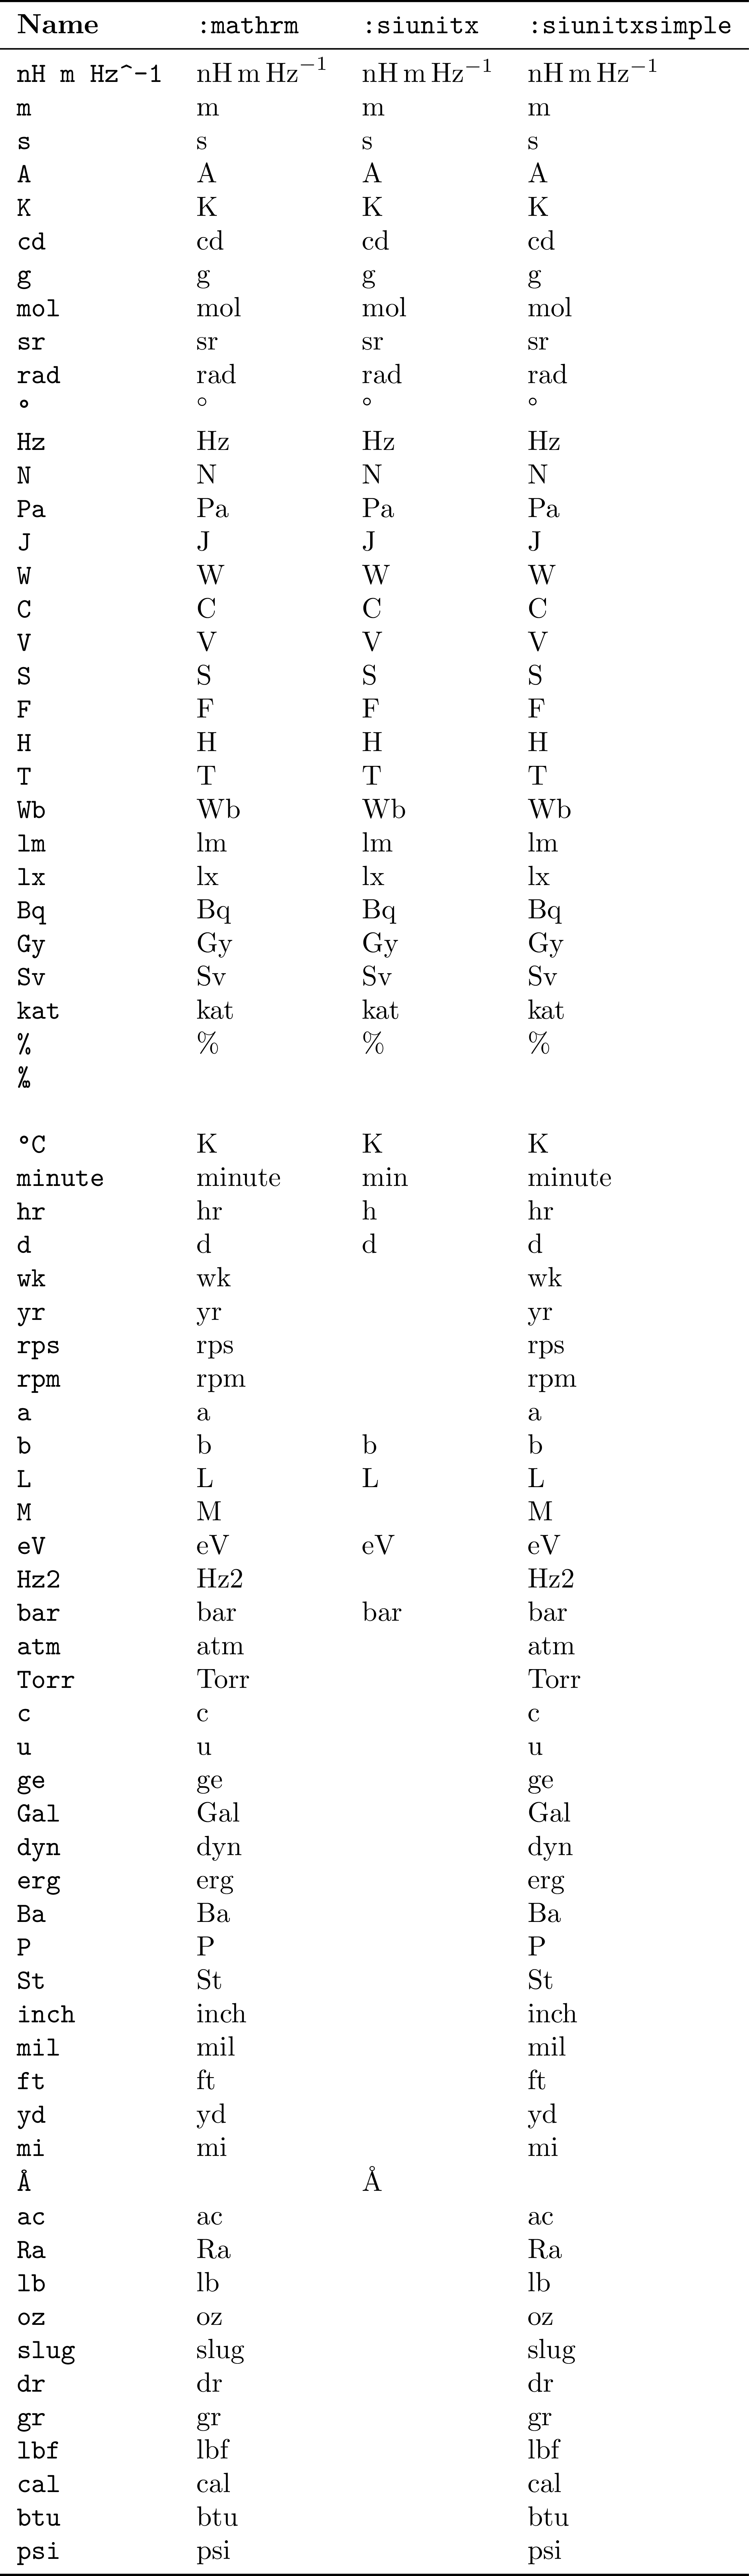 Name :mathrm :siunitx :siunitxsimple
nH m Hz^-1 nH m Hz⁻¹ nH m Hz⁻¹ nH m Hz⁻¹
m m m m
s s s s
A A A A
K K K K
cd cd cd cd
g g g g
mol mol mol mol
sr sr sr sr
rad rad rad rad
° ° ° °
Hz Hz Hz Hz
N N N N
Pa Pa Pa Pa
J J J J
W W W W
C C C C
V V V V
S S S S
F F F F
H H H H
T T T T
Wb Wb Wb Wb
lm lm lm lm
lx lx lx lx
Bq Bq Bq Bq
Gy Gy Gy Gy
Sv Sv Sv Sv
kat kat kat kat
% % % %
‰
°C K K K
minute minute min minute
hr hr h hr
d d d d
wk wk wk
yr yr yr
rps rps rps
rpm rpm rpm
a a a
b b b b
L L L L
M M M
eV eV eV eV
Hz2 Hz2 Hz2
bar bar bar bar
atm atm atm
Torr Torr Torr
c c c
u u u
ge ge ge
Gal Gal Gal
dyn dyn dyn
erg erg erg
Ba Ba Ba
P P P
St St St
inch inch inch
mil mil mil
ft ft ft
yd yd yd
mi mi mi
Å Å
ac ac ac
Ra Ra Ra
lb lb lb
oz oz oz
slug slug slug
dr dr dr
gr gr gr
lbf lbf lbf
cal cal cal
btu btu btu
psi psi psi